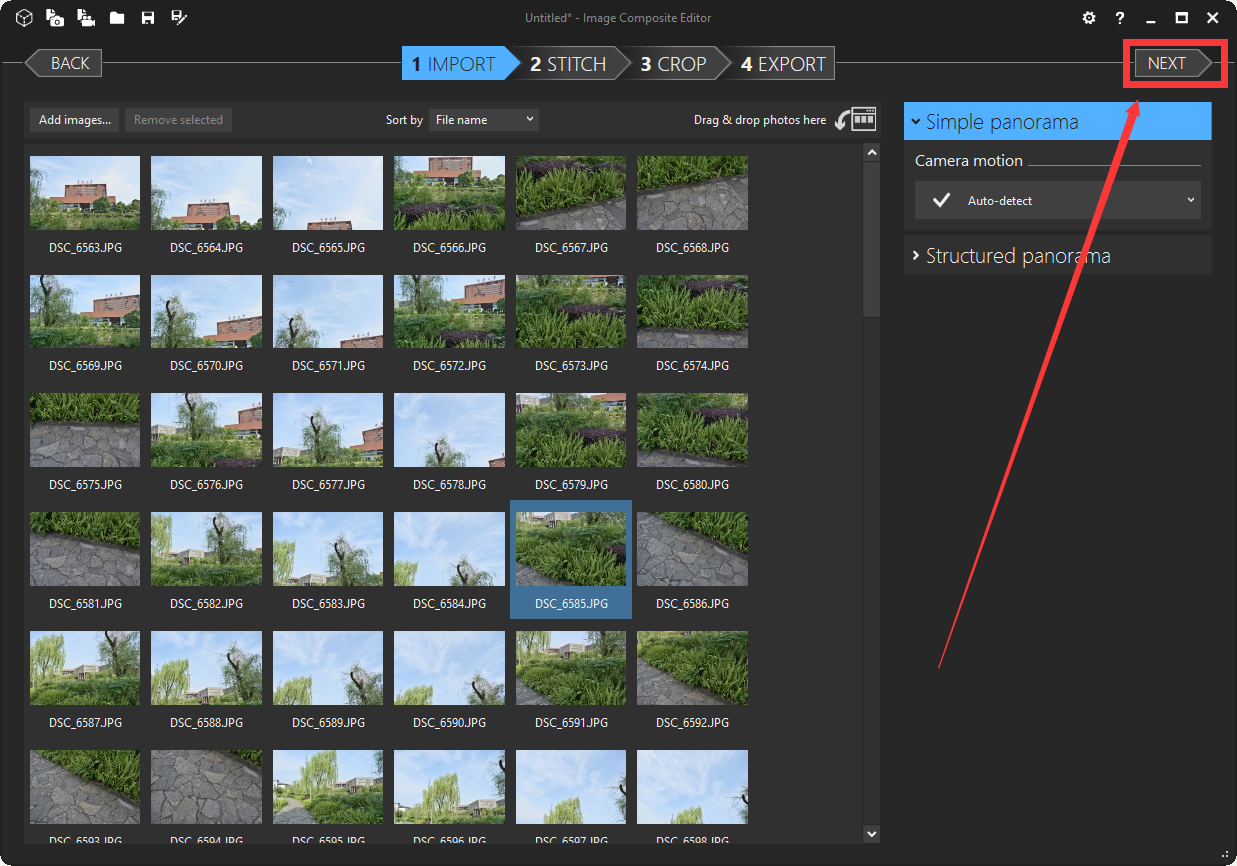 Untitled* - Image Composite Editor
?
BACK
1 IMPORT
2 STITCH
3 CROP
4 EXPORT
NEXT
Add images...
Remove selected
Sort by
File name
Drag & drop photos here
Simple panorama
Camera motion
Auto-detect
Structured panorama
DSC_6563.JPG
DSC_6564.JPG
DSC_6565.JPG
DSC_6566.JPG
DSC_6567.JPG
DSC_6568.JPG
DSC_6569.JPG
DSC_6570.JPG
DSC_6571.JPG
DSC_6572.JPG
DSC_6573.JPG
DSC_6574.JPG
DSC_6575.JPG
DSC_6576.JPG
DSC_6577.JPG
DSC_6578.JPG
DSC_6579.JPG
DSC_6580.JPG
DSC_6581.JPG
DSC_6582.JPG
DSC_6583.JPG
DSC_6584.JPG
DSC_6585.JPG
DSC_6586.JPG
DSC_6587.JPG
DSC_6588.JPG
DSC_6589.JPG
DSC_6590.JPG
DSC_6591.JPG
DSC_6592.JPG
DSC_6593.JPG
DSC_6594.JPG
DSC_6595.JPG
DSC_6596.JPG
DSC_6597.JPG
DSC_6598.JPG